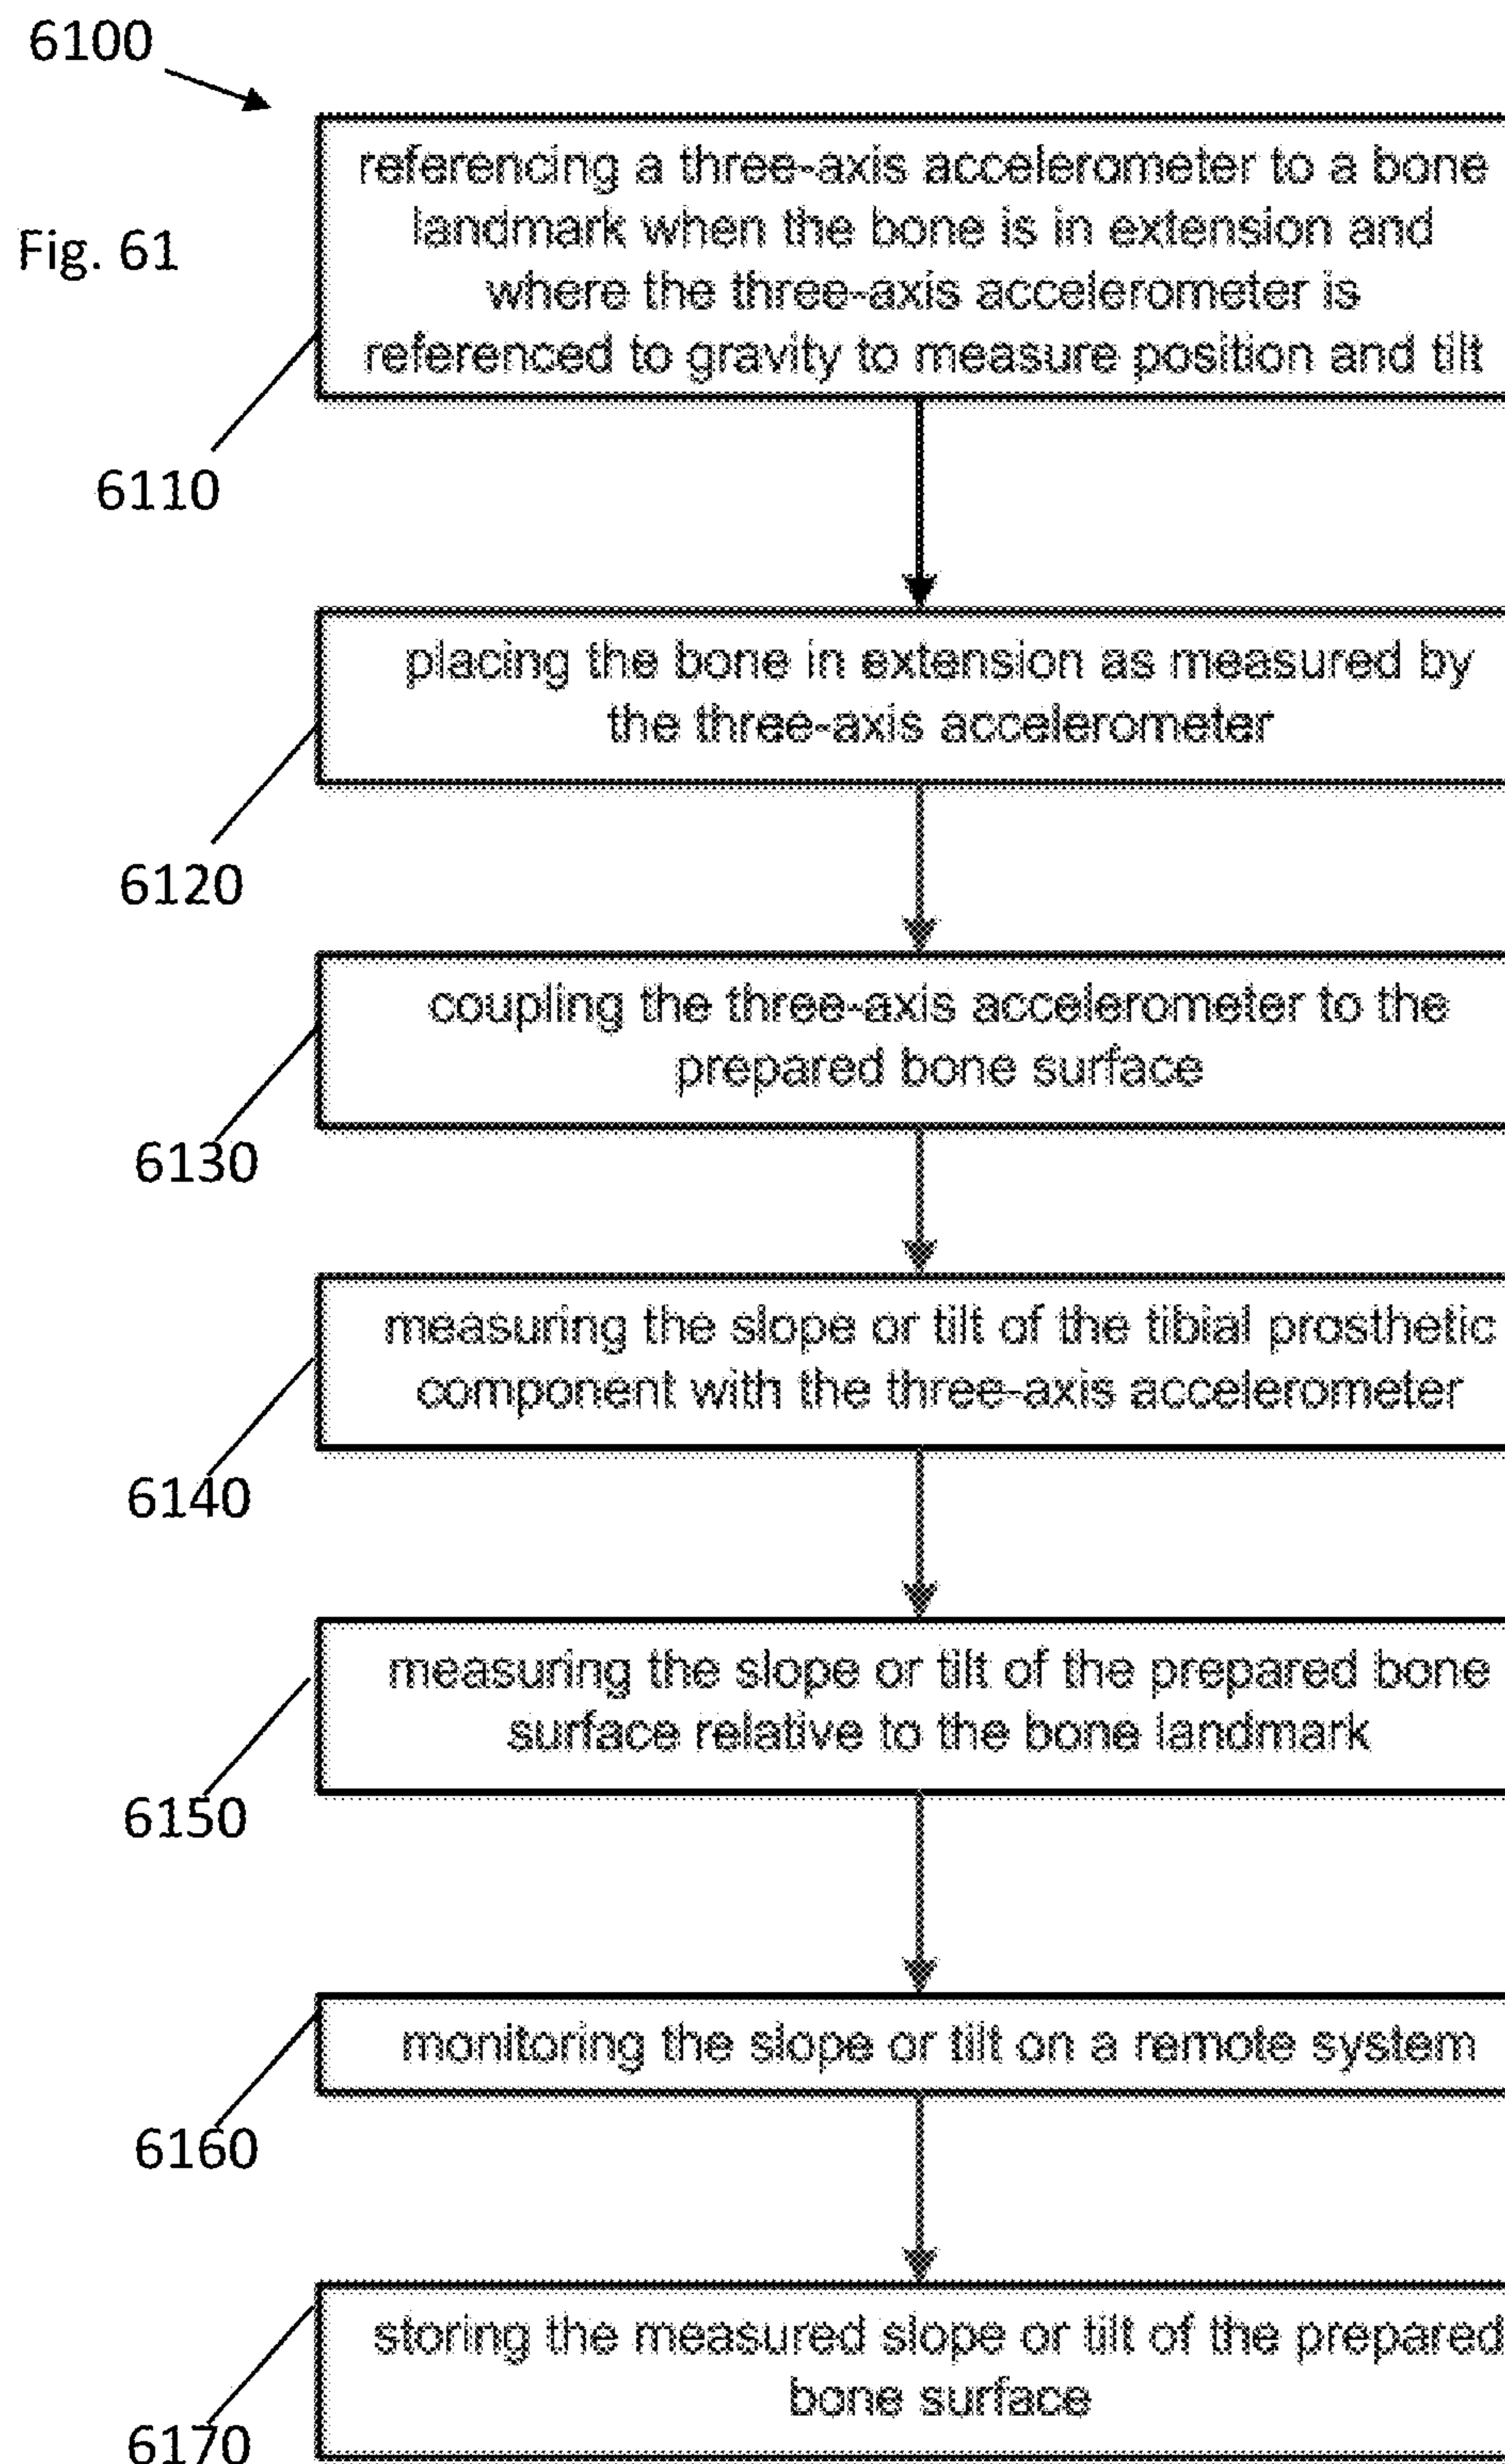 6100
Fig. 61
referencing a three-axis accelerometer to a bone
landmark when the bone is in extension and
where the three-axis accelerometer is
referenced to gravity to measure position and tilt
6110
placing the bone in extension as measured by
the three-axis accelerometer
6120
coupling the three-axis accelerometer to the
prepared bone surface
6130
measuring the slope or tilt of the tibial prosthetic
component with the three-axis accelerometer
6140
measuring the slope or tilt of the prepared bone
surface relative to the bone landmark
6150
monitoring the slope or tilt on a remote system
6160
storing the measured slope or tilt of the prepared
bone surface
6170